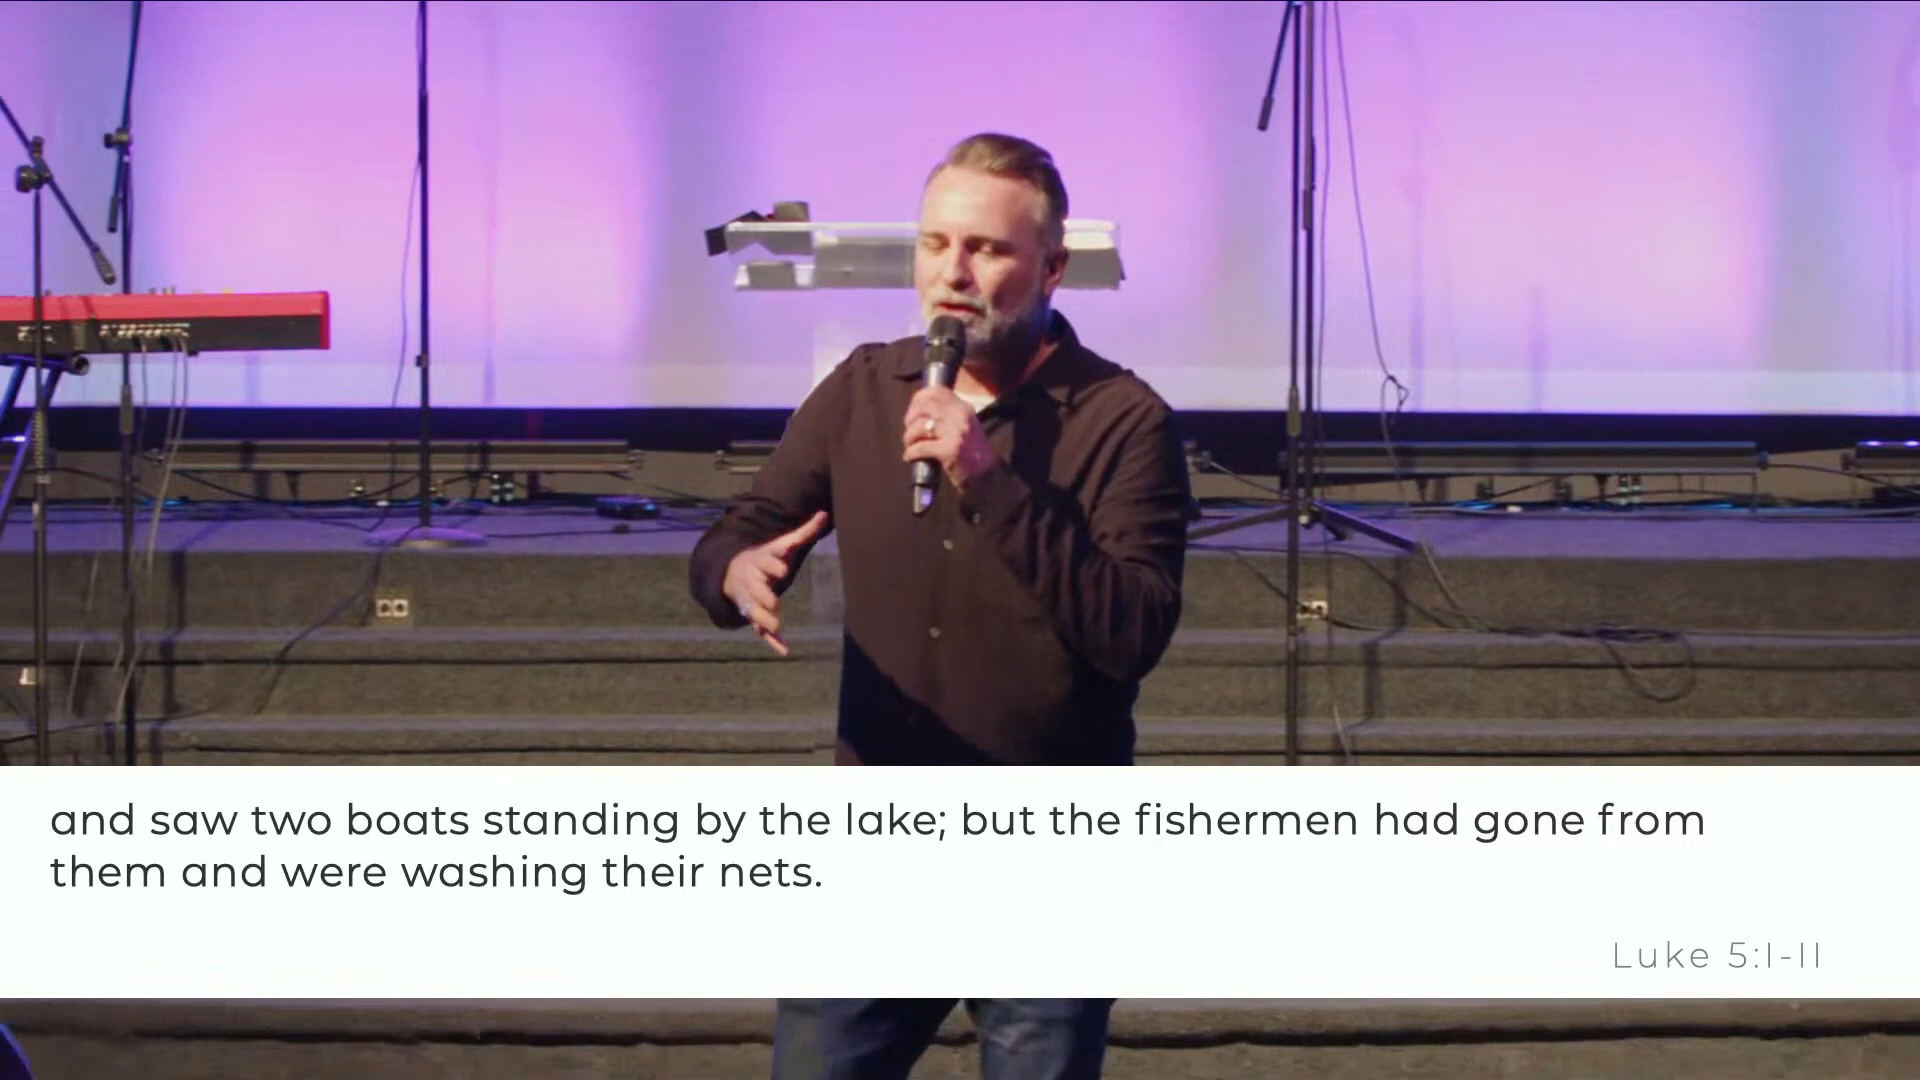 and saw two boats standing by the lake; but the fishermen had gone from
them and were washing their nets.
Luke 5:1-11